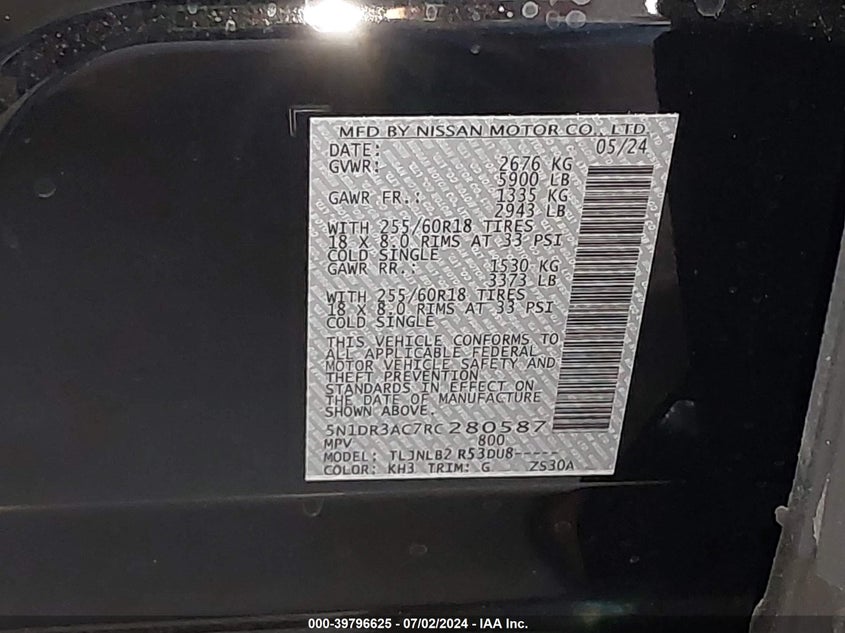 MFD BY NISSAN MOTOR CO., LTD.
DATE: 05/24
GVWR: 2676 KG
5900 LB
GAWR FR.: 1335 KG
2943 LB
WITH 255/60R18 TIRES
18 X 8.0 RIMS AT 33 PSI
COLD SINGLE
GAWR RR.: 1530 KG
3373 LB
WITH 255/60R18 TIRES
18 X 8.0 RIMS AT 33 PSI
COLD SINGLE
THIS VEHICLE CONFORMS TO
ALL APPLICABLE FEDERAL
MOTOR VEHICLE SAFETY AND
THEFT PREVENTION
STANDARDS IN EFFECT ON
THE DATE OF MANUFACTURE
SHOWN ABOVE.
5N1DR3AC7RC280587
MPV 800
MODEL: TLJNLB2 R53DU8-----
COLOR: KH3 TRIM: G ZS30A
000-39796625 - 07/02/2024 - IAA Inc.